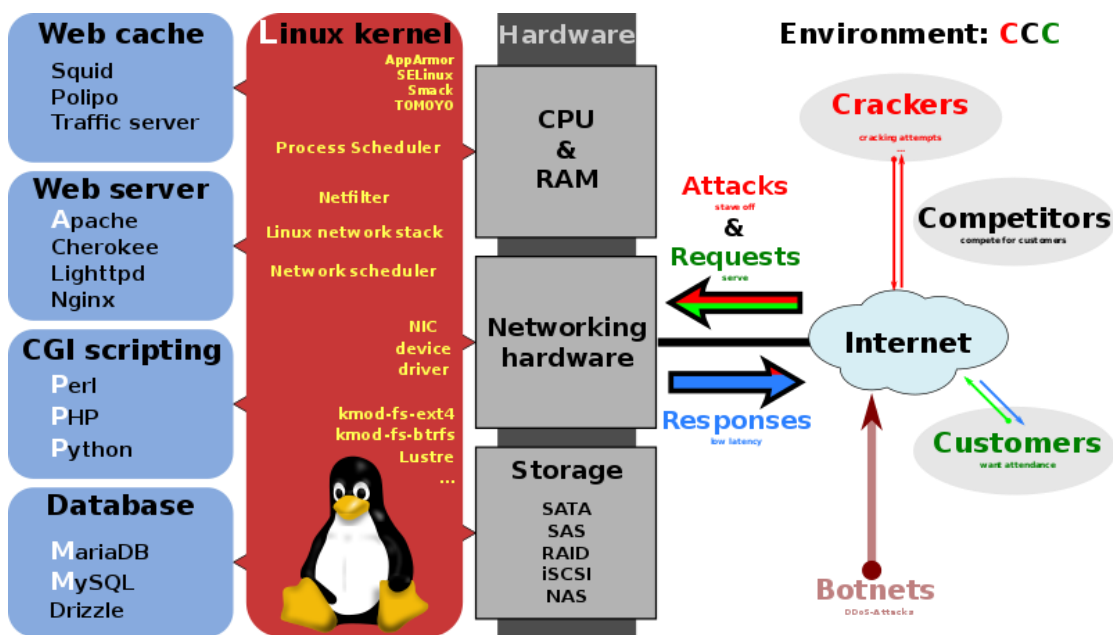 Web cache
Squid
Polipo
Traffic server
Web server
Apache
Cherokee
Lighttpd
Nginx
CGI scripting
Perl
PHP
Python
Database
MariaDB
MySQL
Drizzle
Linux kernel
AppArmor
SELinux
Smack
TOMOYO
Process Scheduler
Netfilter
Linux network stack
Network scheduler
NIC
device
driver
kmod-fs-ext4
kmod-fs-btrfs
Lustre
...
Hardware
CPU
&
RAM
Networking
hardware
Storage
SATA
SAS
RAID
iSCSI
NAS
Environment: CCC
Crackers
cracking attempts
...
Attacks
stave off
&
Requests
serve
Competitors
compete for customers
Internet
Responses
low latency
Customers
want attendance
Botnets
DDoS-Attacks